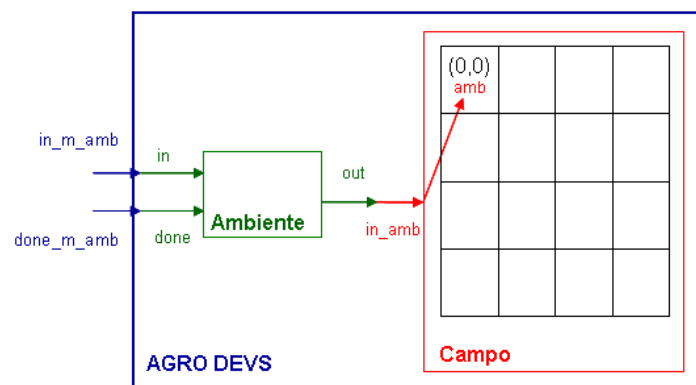 (0,0)
amb
in_m_amb
in
out
Ambiente
done_m_amb
done
in_amb
AGRO DEVS
Campo